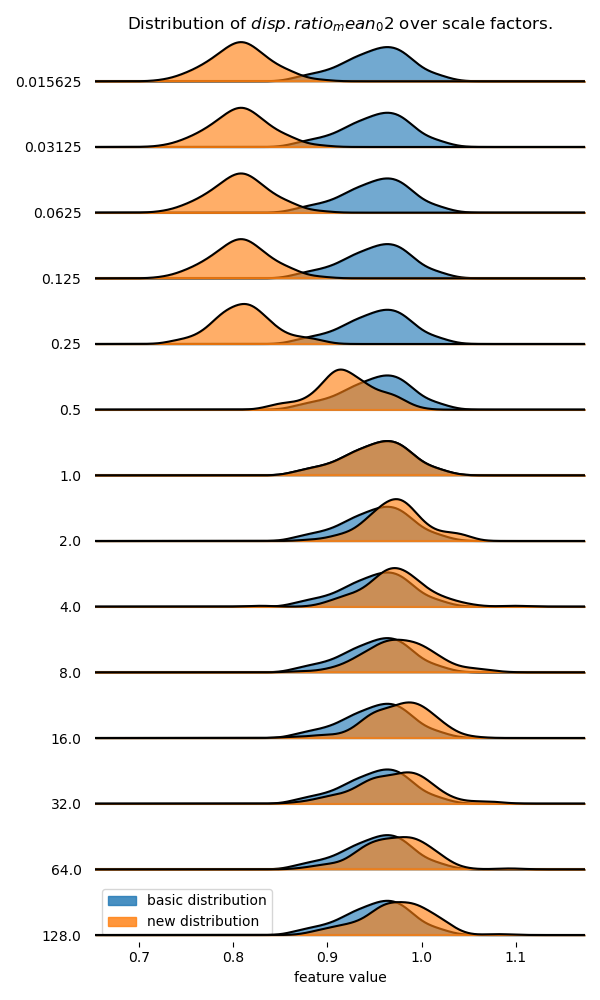 Distribution of disp.ratio_mean_02 over scale factors.
0.015625
0.03125
0.0625
0.125
0.25
0.5
1.0
2.0
4.0
8.0
16.0
32.0
64.0
basic distribution
new distribution
128.0
0.7 0.8 0.9 1.0 1.1
feature value